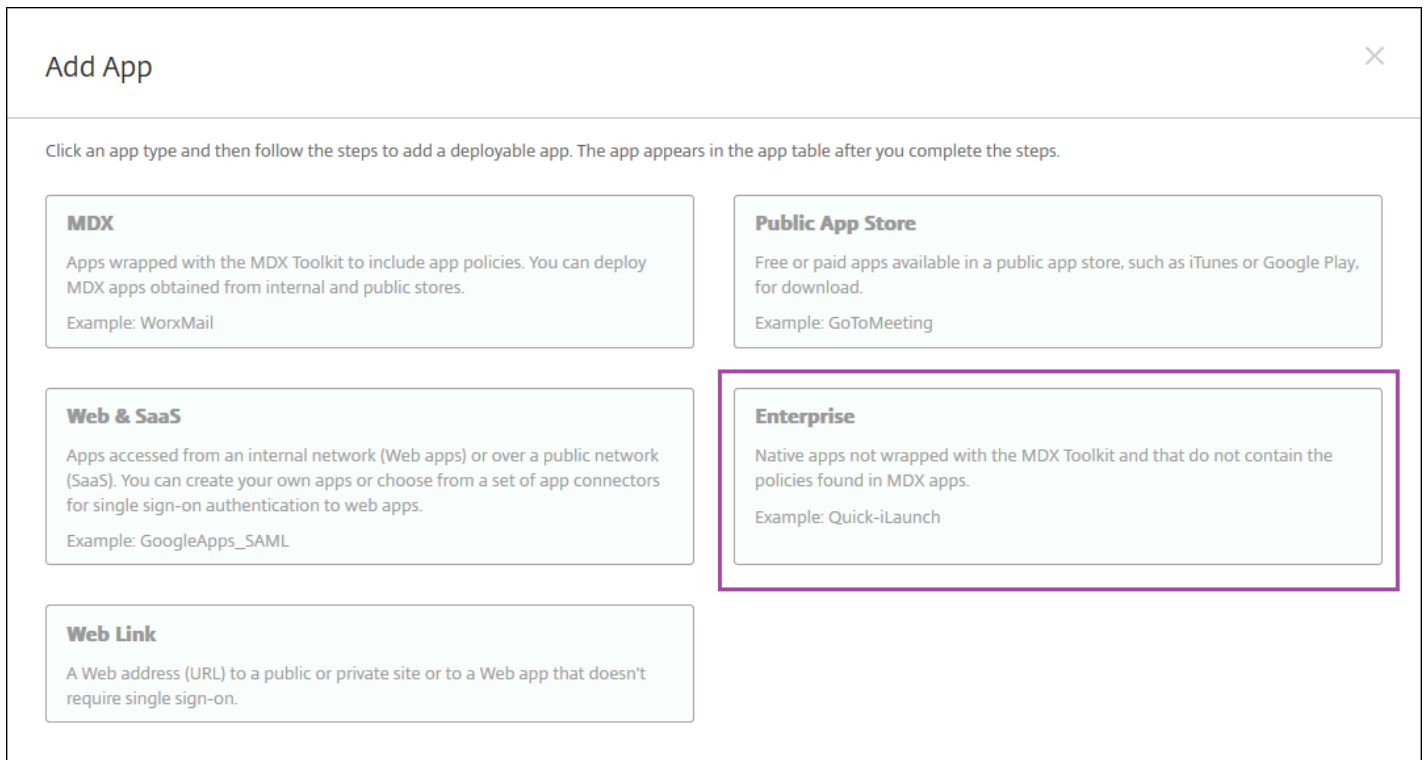 Add App
Click an app type and then follow the steps to add a deployable app. The app appears in the app table after you complete the steps.
MDX
Apps wrapped with the MDX Toolkit to include app policies. You can deploy
MDX apps obtained from internal and public stores.
Example: WorxMail
Public App Store
Free or paid apps available in a public app store, such as iTunes or Google Play,
for download.
Example: GoToMeeting
Web & SaaS
Apps accessed from an internal network (Web apps) or over a public network
(SaaS). You can create your own apps or choose from a set of app connectors
for single sign-on authentication to web apps.
Example: GoogleApps_SAML
Enterprise
Native apps not wrapped with the MDX Toolkit and that do not contain the
policies found in MDX apps.
Example: Quick-iLaunch
Web Link
A Web address (URL) to a public or private site or to a Web app that doesn't
require single sign-on.